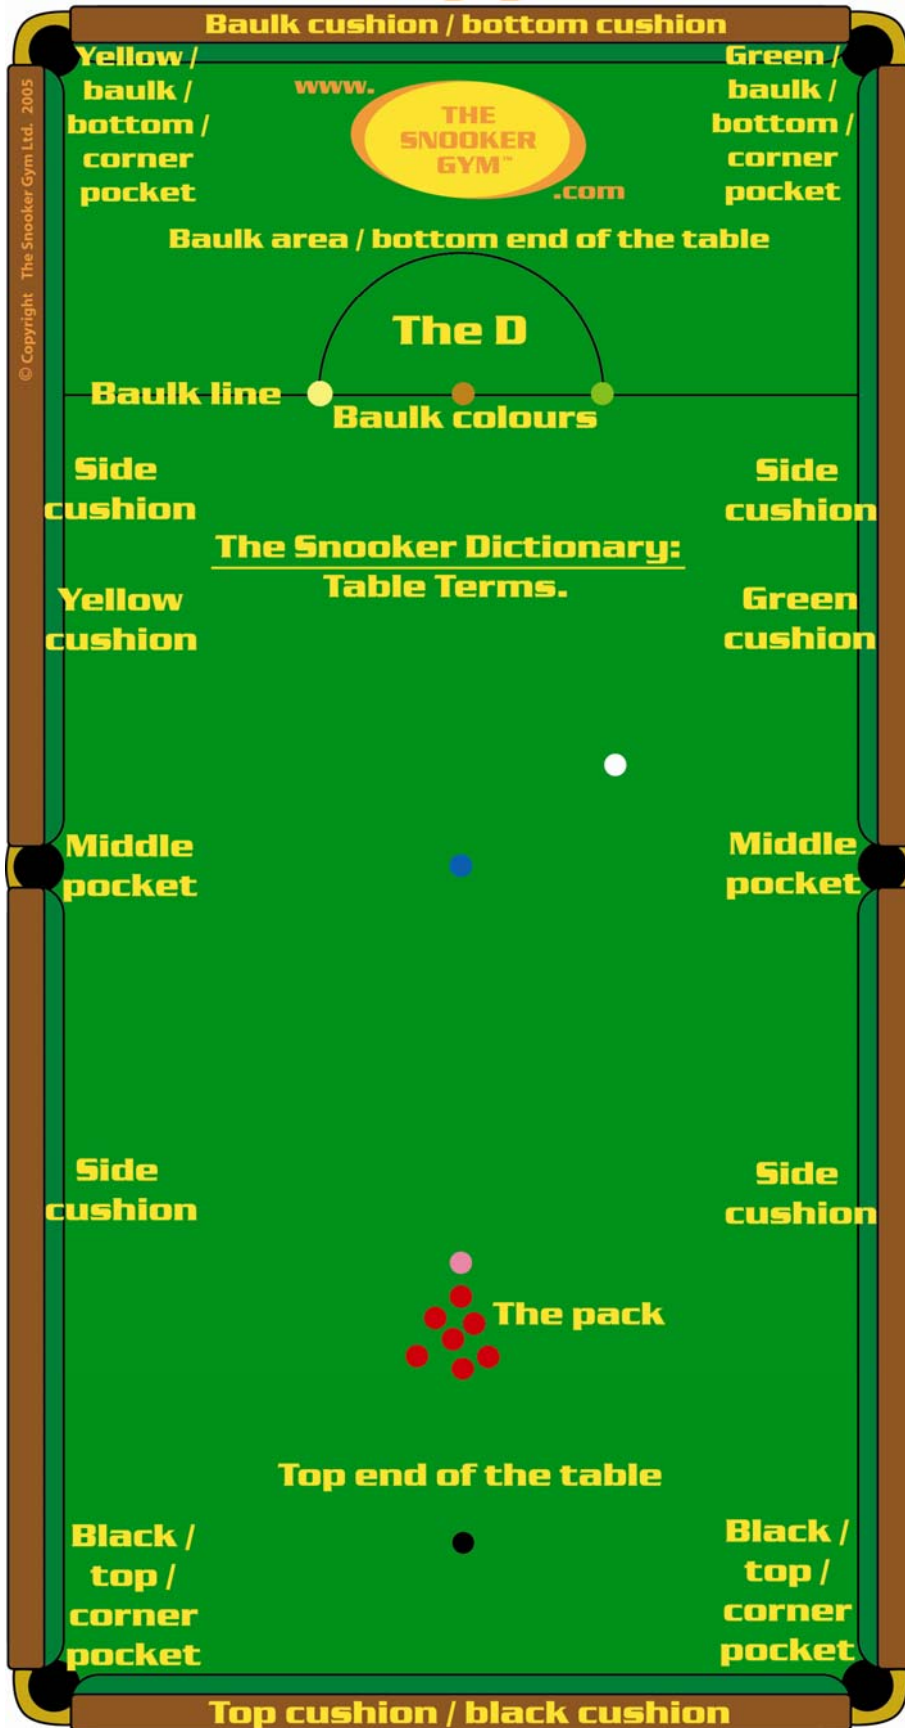 Baulk cushion / bottom cushion
© Copyright The Snooker Gym Ltd. 2005
Yellow /
baulk /
bottom /
corner
pocket
www.
THE
SNOOKER
GYM™
.com
Green /
baulk /
bottom /
corner
pocket
Baulk area / bottom end of the table
The D
Baulk line
Baulk colours
Side
cushion
Side
cushion
The Snooker Dictionary:
Table Terms.
Yellow
cushion
Green
cushion
Middle
pocket
Middle
pocket
Side
cushion
Side
cushion
The pack
Top end of the table
Black /
top /
corner
pocket
Black /
top /
corner
pocket
Top cushion / black cushion